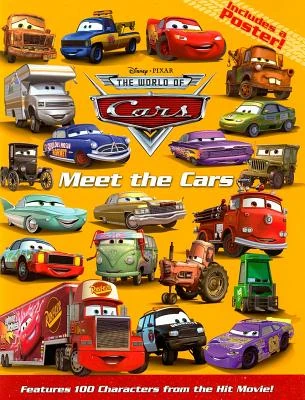 Includes a
Poster!
Disney · PIXAR
THE WORLD OF
Cars
Meet the Cars
Features 100 Characters from the Hit Movie!